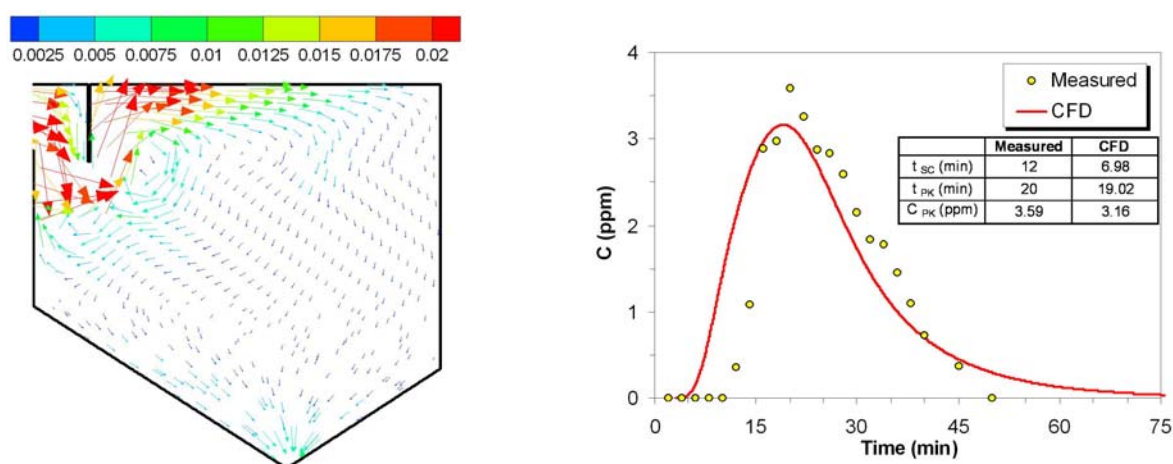 0.0025 0.005 0.0075 0.01 0.0125 0.015 0.0175 0.02
4
3
2
1
0
C (ppm)
Measured
CFD
Measured CFD
t SC (min) 12 6.98
t PK (min) 20 19.02
C PK (ppm) 3.59 3.16
0 15 30 45 60 75
Time (min)